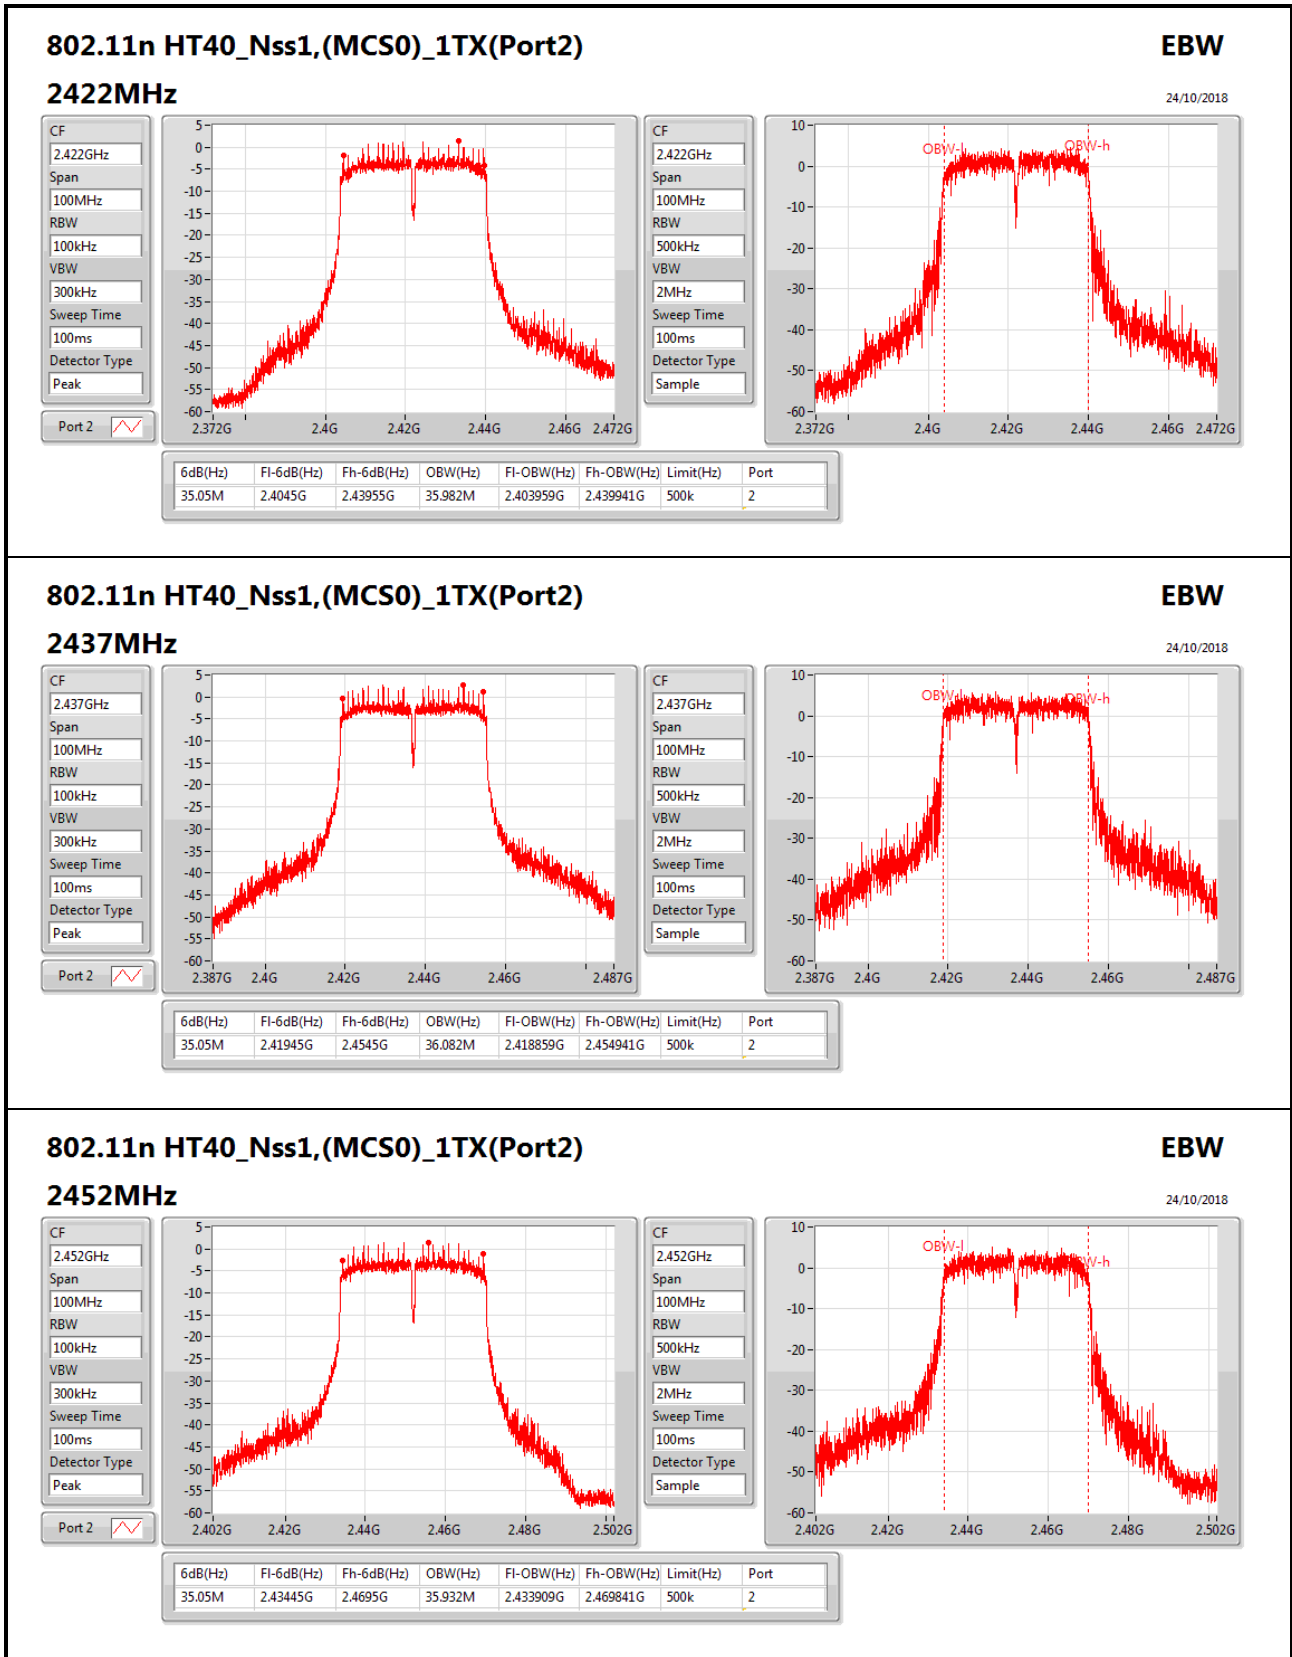 802.11n HT40_Nss1,(MCS0)_1TX(Port2) EBW
2422MHz
24/10/2018
CF
2.422GHz
Span
100MHz
RBW
100kHz
VBW
300kHz
Sweep Time
100ms
Detector Type
Peak
Port 2
5
0
-5
-10
-15
-20
-25
-30
-35
-40
-45
-50
-55
-60
2.372G 2.4G 2.42G 2.44G 2.46G 2.472G
CF
2.422GHz
Span
100MHz
RBW
500kHz
VBW
2MHz
Sweep Time
100ms
Detector Type
Sample
10
0
-10
-20
-30
-40
-50
-60
OBW-l OBW-h
2.372G 2.4G 2.42G 2.44G 2.46G 2.472G
6dB(Hz) Fl-6dB(Hz) Fh-6dB(Hz) OBW(Hz) Fl-OBW(Hz) Fh-OBW(Hz) Limit(Hz) Port
35.05M 2.4045G 2.43955G 35.982M 2.403959G 2.439941G 500k 2
802.11n HT40_Nss1,(MCS0)_1TX(Port2) EBW
2437MHz
24/10/2018
CF
2.437GHz
Span
100MHz
RBW
100kHz
VBW
300kHz
Sweep Time
100ms
Detector Type
Peak
Port 2
5
0
-5
-10
-15
-20
-25
-30
-35
-40
-45
-50
-55
-60
2.387G 2.4G 2.42G 2.44G 2.46G 2.487G
CF
2.437GHz
Span
100MHz
RBW
500kHz
VBW
2MHz
Sweep Time
100ms
Detector Type
Sample
10
0
-10
-20
-30
-40
-50
-60
OBW-l OBW-h
2.387G 2.4G 2.42G 2.44G 2.46G 2.487G
6dB(Hz) Fl-6dB(Hz) Fh-6dB(Hz) OBW(Hz) Fl-OBW(Hz) Fh-OBW(Hz) Limit(Hz) Port
35.05M 2.41945G 2.4545G 36.082M 2.418859G 2.454941G 500k 2
802.11n HT40_Nss1,(MCS0)_1TX(Port2) EBW
2452MHz
24/10/2018
CF
2.452GHz
Span
100MHz
RBW
100kHz
VBW
300kHz
Sweep Time
100ms
Detector Type
Peak
Port 2
5
0
-5
-10
-15
-20
-25
-30
-35
-40
-45
-50
-55
-60
2.402G 2.42G 2.44G 2.46G 2.48G 2.502G
CF
2.452GHz
Span
100MHz
RBW
500kHz
VBW
2MHz
Sweep Time
100ms
Detector Type
Sample
10
0
-10
-20
-30
-40
-50
-60
OBW-l OBW-h
2.402G 2.42G 2.44G 2.46G 2.48G 2.502G
6dB(Hz) Fl-6dB(Hz) Fh-6dB(Hz) OBW(Hz) Fl-OBW(Hz) Fh-OBW(Hz) Limit(Hz) Port
35.05M 2.43445G 2.4695G 35.932M 2.433909G 2.469841G 500k 2